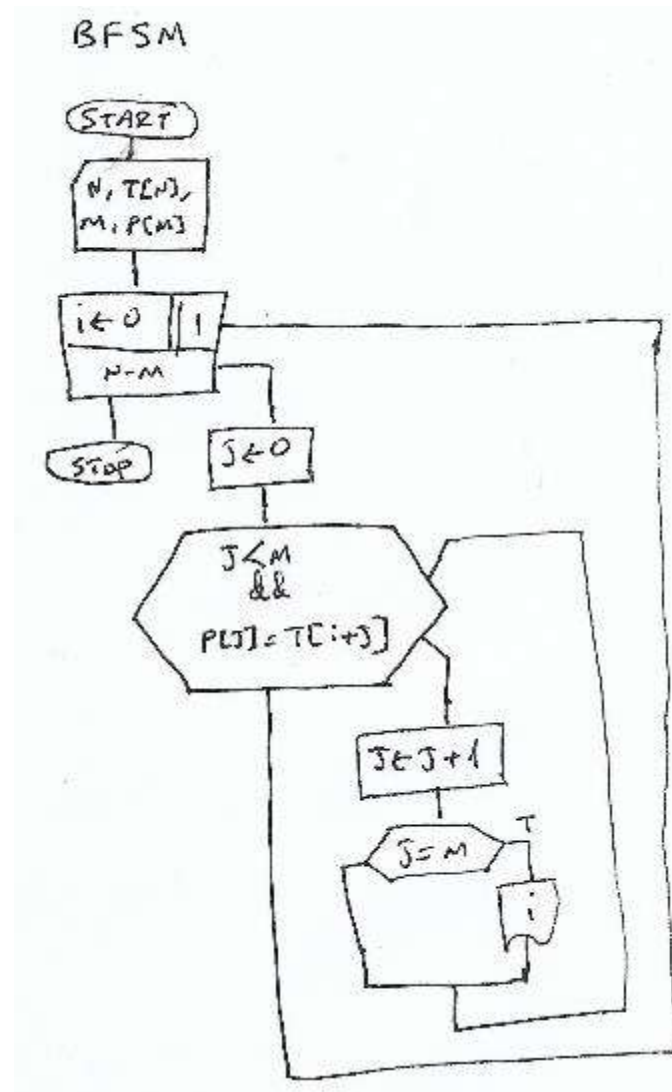 BFSM
START
N, T[N],
M, P[M]
i ← 0 1
N-M
STOP
J ← 0
J < M
&&
P[J] = T[i+J]
J ← J + 1
J = M
T
i